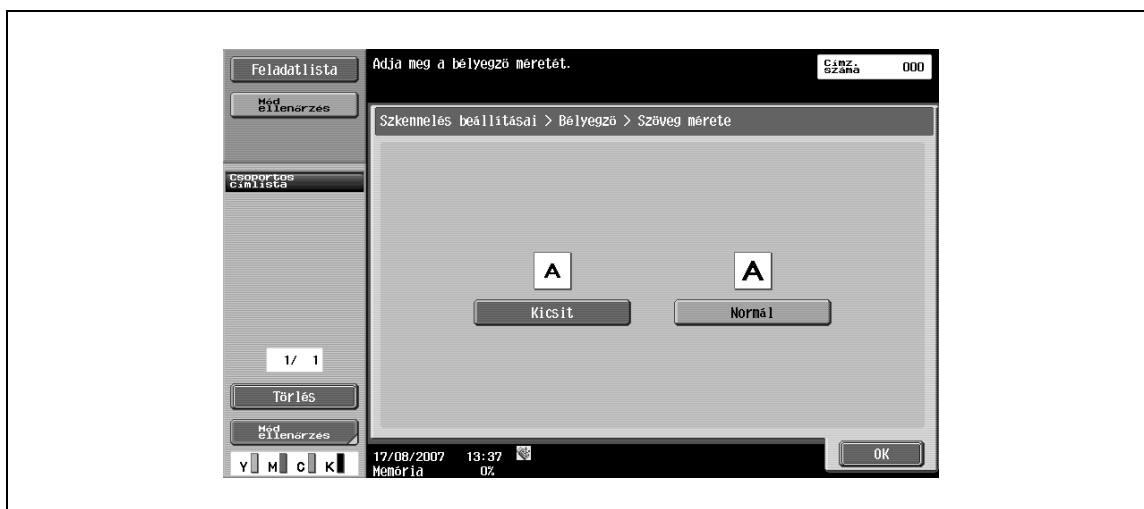 Feladatlista
Adja meg a bélyegző méretét.
Címz.
száma
000
Mód
ellenőrzés
Szkennelés beállításai > Bélyegző > Szöveg mérete
Csoportos
címlista
A
A
Kicsit
Normál
1/ 1
Törlés
Mód
ellenőrzés
OK
Y M C K
17/08/2007 13:37
Memória 0%